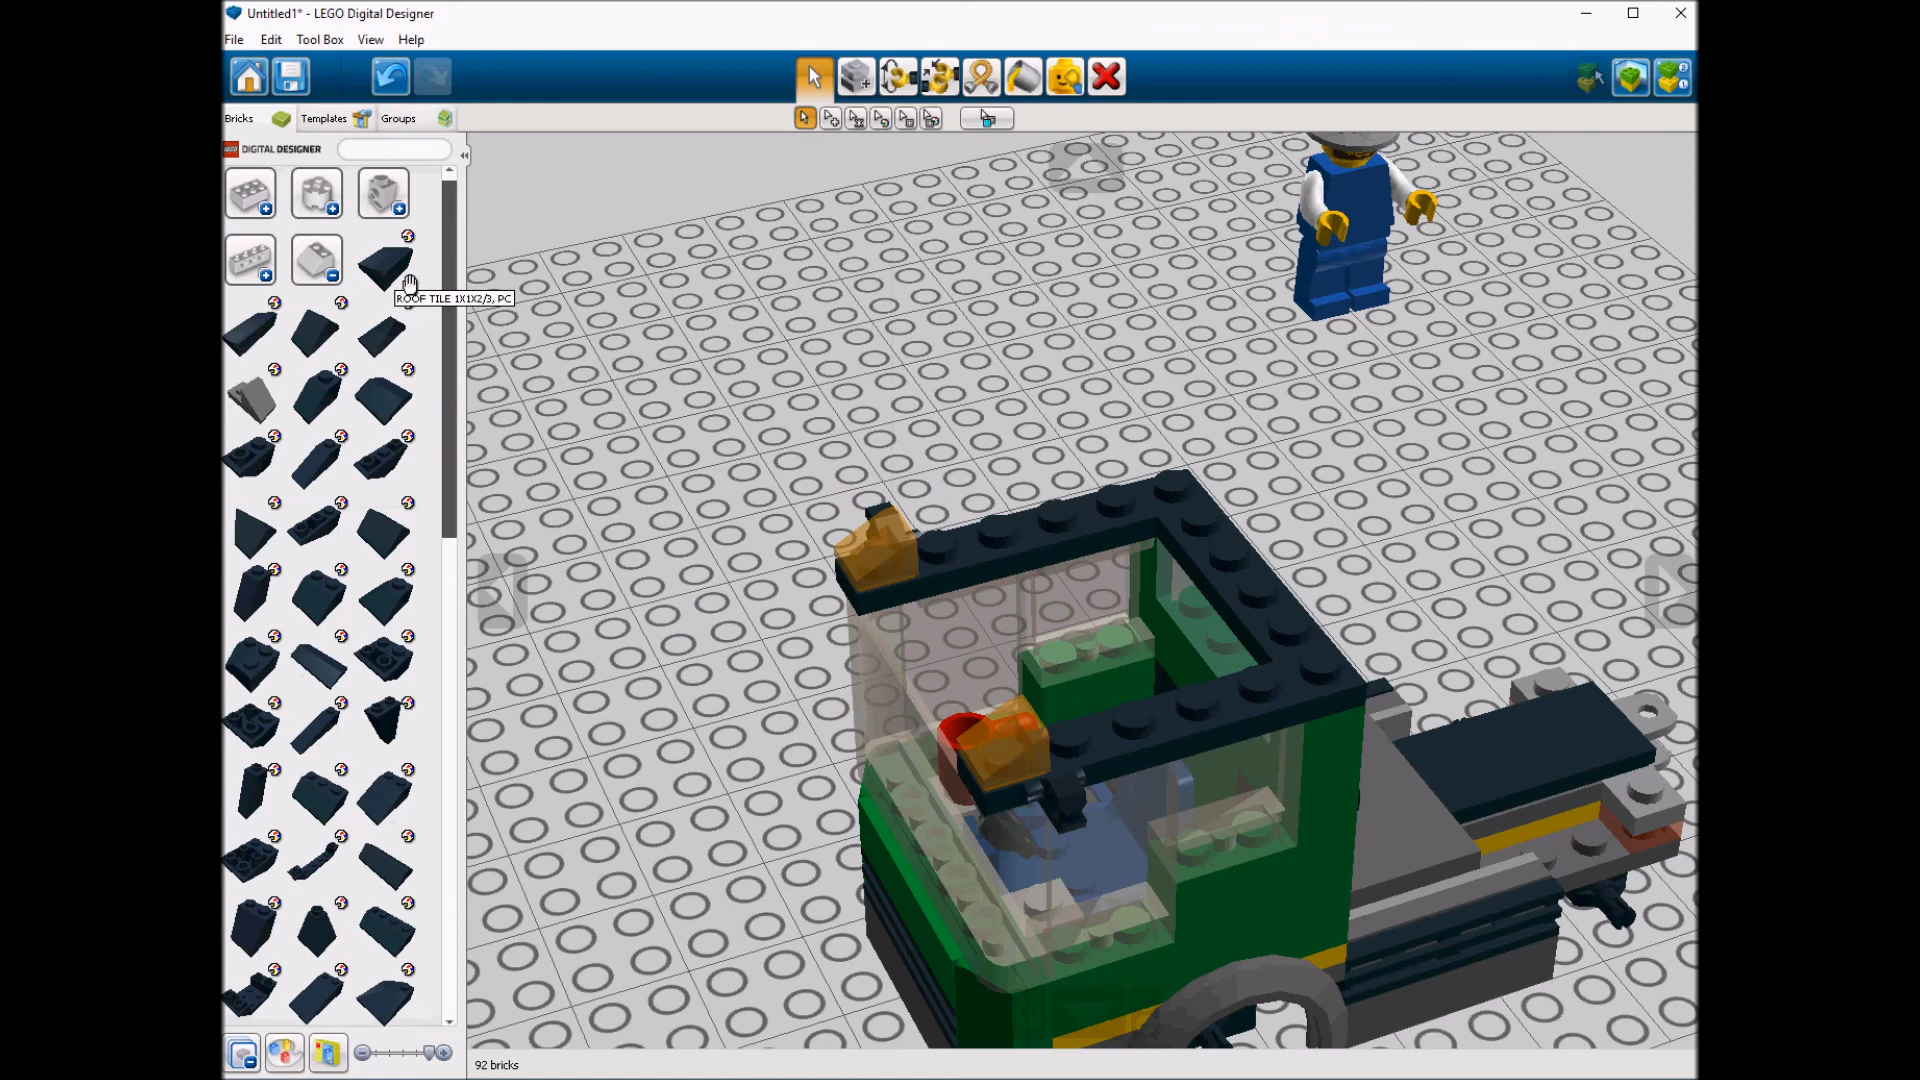 Untitled1* - LEGO Digital Designer
File Edit Tool Box View Help
Bricks Templates Groups
LEGO DIGITAL DESIGNER
ROOF TILE 1X1X2/3, PC
92 bricks